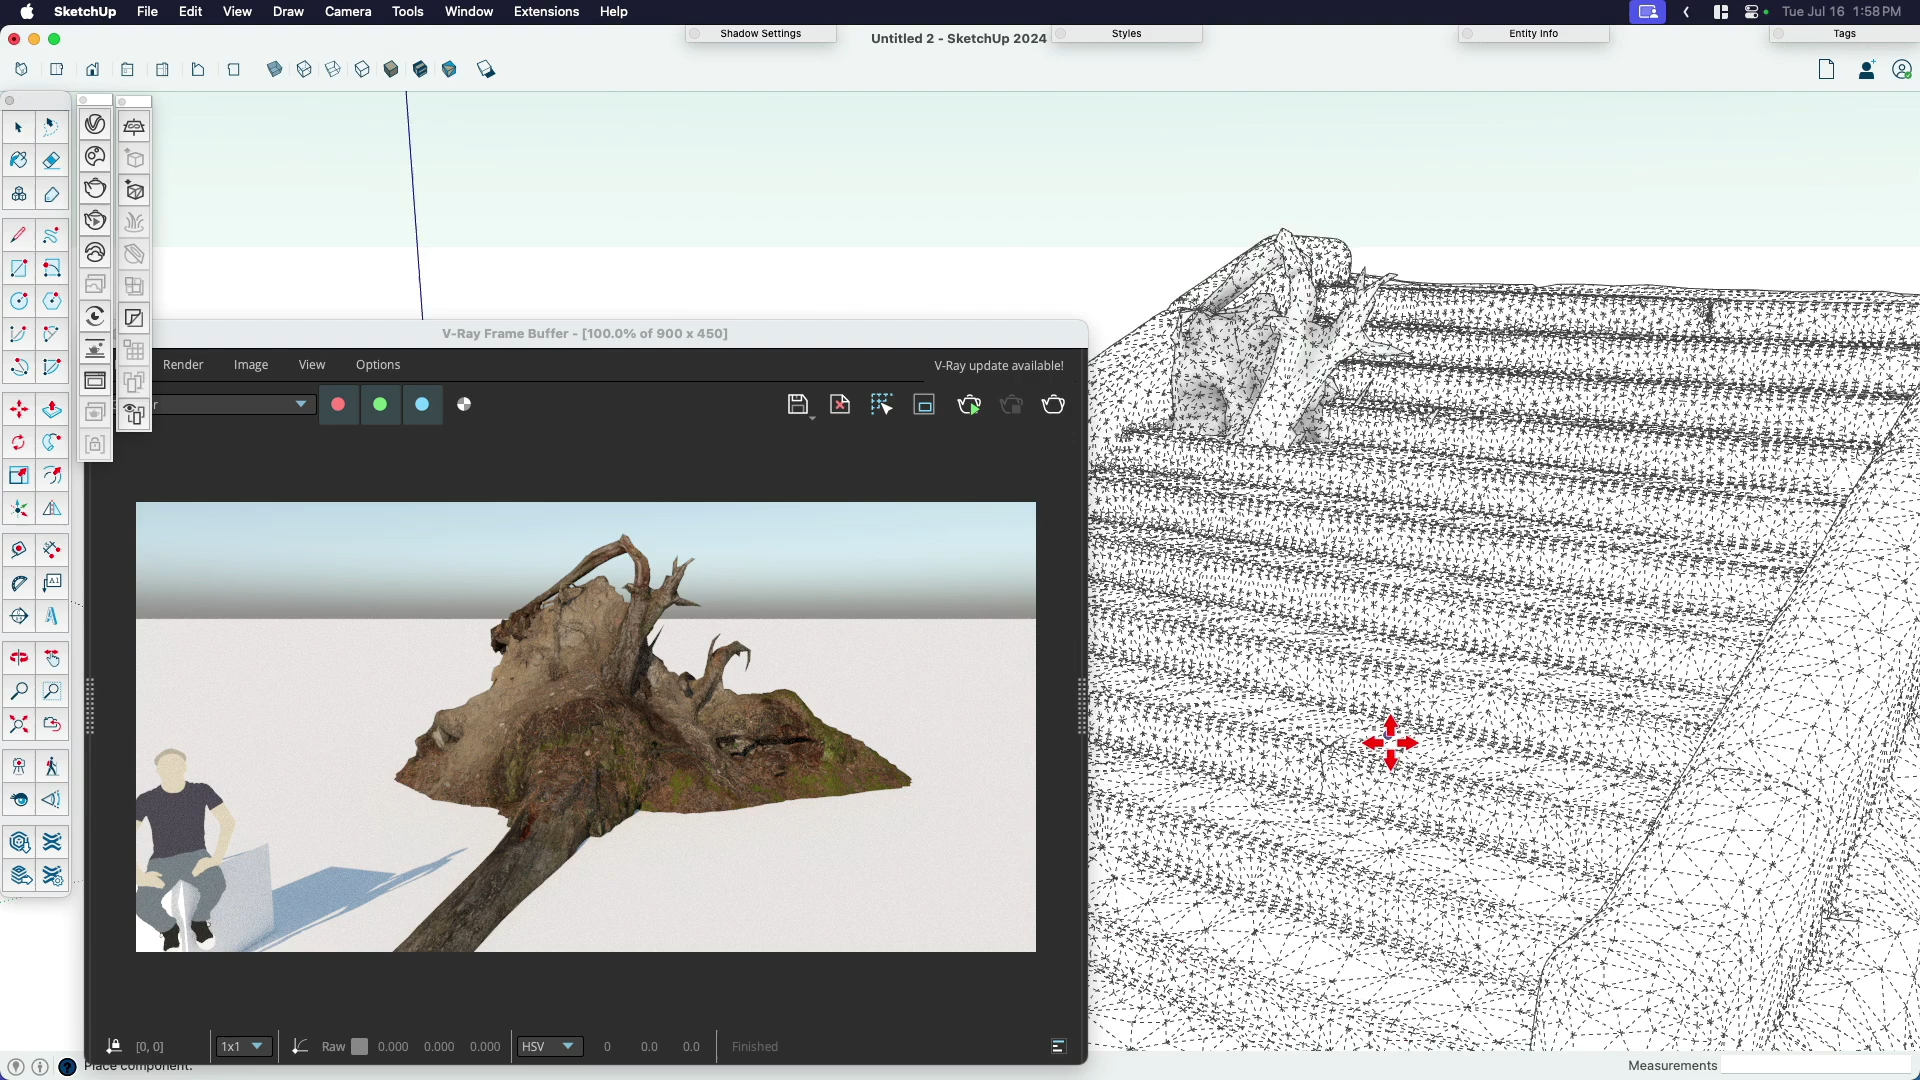 SketchUp File Edit View Draw Camera Tools Window Extensions Help Tue Jul 16 1:58 PM
Shadow Settings
Untitled 2 - SketchUp 2024
Styles
Entity Info
Tags
V-Ray Frame Buffer - [100.0% of 900 x 450]
Render Image View Options V-Ray update available!
r
A1
[0, 0] 1x1 Raw 0.000 0.000 0.000 HSV 0 0.0 0.0 Finished
Place component.
Measurements